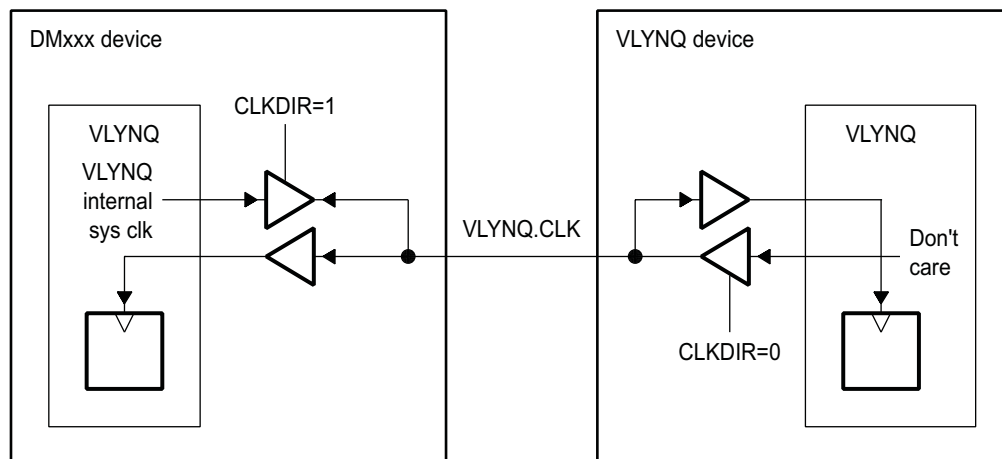 DMxxx device
VLYNQ device
CLKDIR=1
VLYNQ
VLYNQ
internal
sys clk
VLYNQ.CLK
VLYNQ
Don't
care
CLKDIR=0